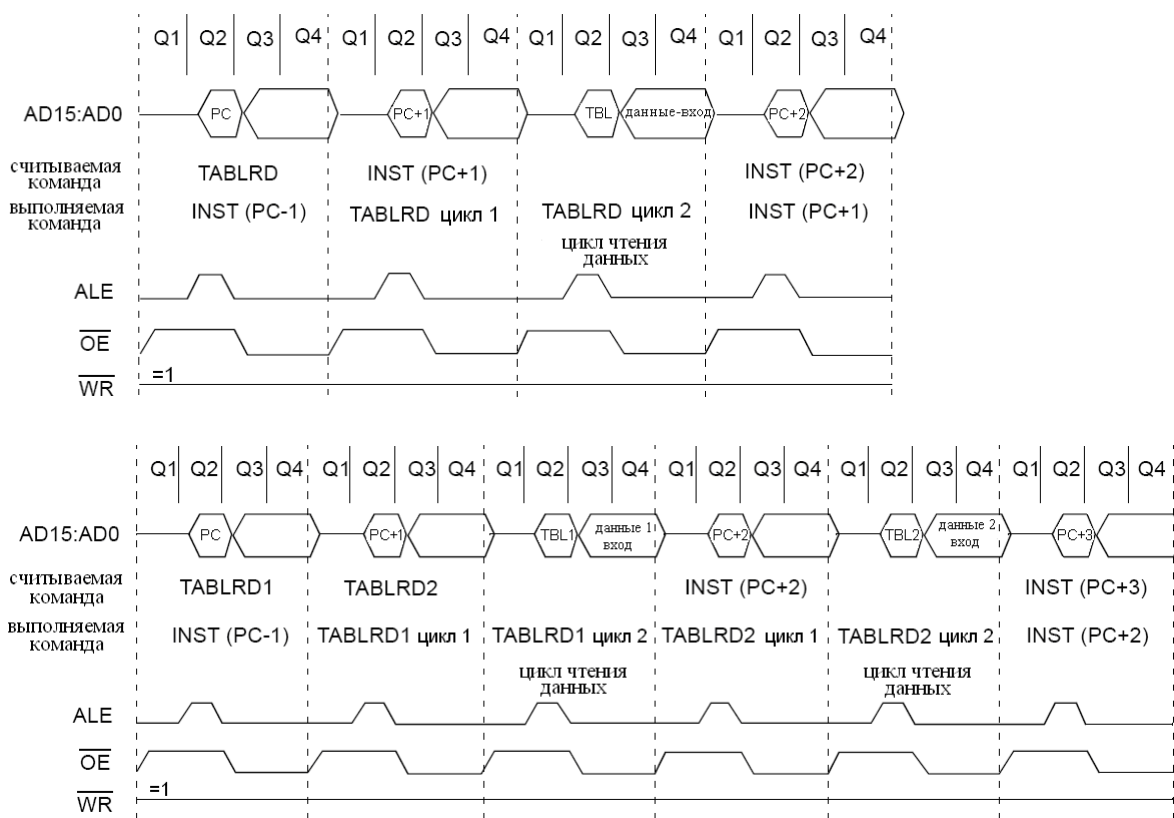 Q1 Q2 Q3 Q4 Q1 Q2 Q3 Q4 Q1 Q2 Q3 Q4 Q1 Q2 Q3 Q4
AD15:AD0 PC PC+1 TBL данные-вход PC+2
считываемая
команда
TABLRD INST (PC+1) INST (PC+2)
выполняемая
команда
INST (PC-1) TABLRD цикл 1 TABLRD цикл 2 INST (PC+1)
цикл чтения
данных
ALE
OE
=1
WR
Q1 Q2 Q3 Q4 Q1 Q2 Q3 Q4 Q1 Q2 Q3 Q4 Q1 Q2 Q3 Q4 Q1 Q2 Q3 Q4 Q1 Q2 Q3 Q4
AD15:AD0 PC PC+1 TBL1 данные 1 вход PC+2 TBL2 данные 2 вход PC+3
считываемая
команда
TABLRD1 TABLRD2 INST (PC+2) INST (PC+3)
выполняемая
команда
INST (PC-1) TABLRD1 цикл 1 TABLRD1 цикл 2 TABLRD2 цикл 1 TABLRD2 цикл 2 INST (PC+2)
цикл чтения
данных
цикл чтения
данных
ALE
OE
=1
WR